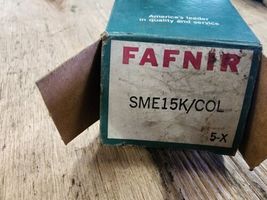 America's leader
in quality and service
FAFNIR
SME15K/COL
5-X